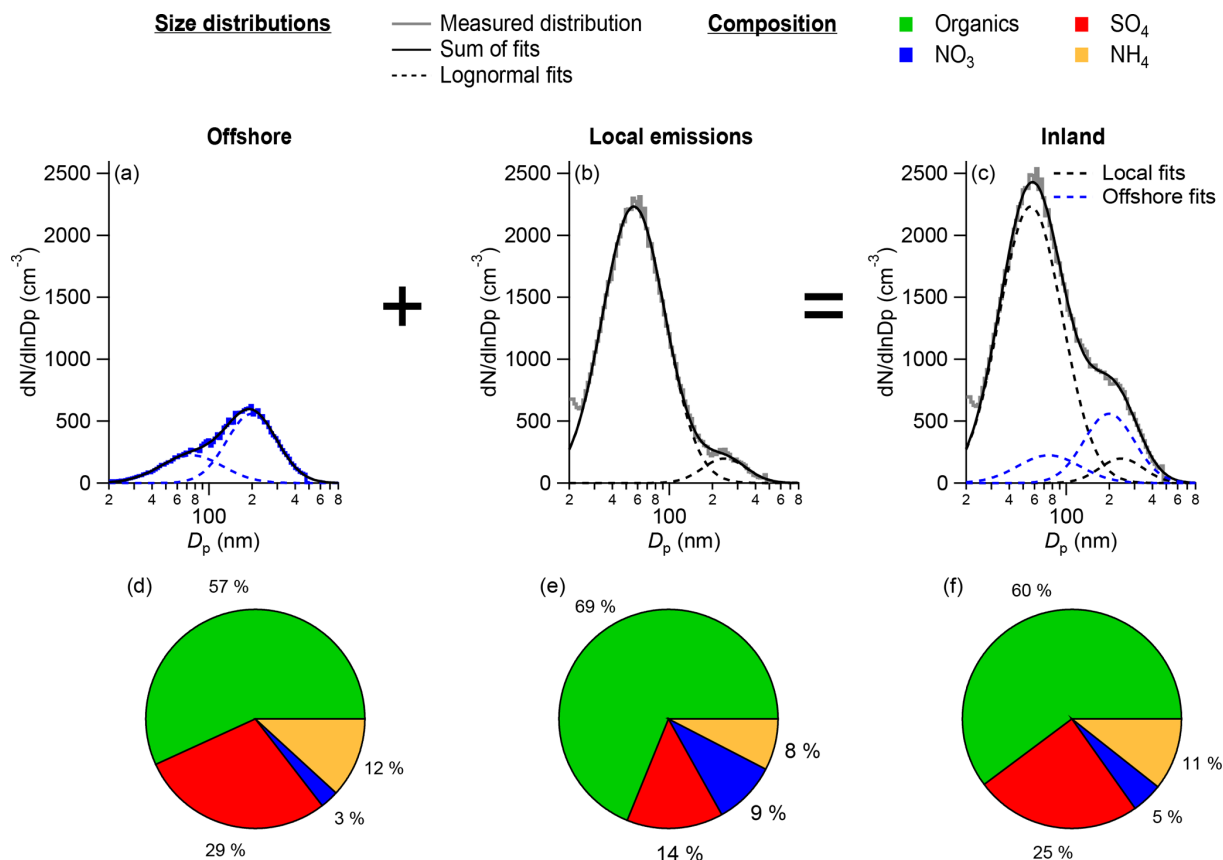 Size distributions
Measured distribution
Sum of fits
Lognormal fits
Composition
Organics
SO4
NO3
NH4
Offshore
(a)
2500
2000
1500
1000
500
0
dN/dlnDp (cm-3)
2 4 6 8 2 4 6 8
100
Dp (nm)
+
Local emissions
(b)
2500
2000
1500
1000
500
0
dN/dlnDp (cm-3)
2 4 6 8 2 4 6 8
100
Dp (nm)
=
Inland
(c)
Local fits
Offshore fits
2500
2000
1500
1000
500
0
dN/dlnDp (cm-3)
2 4 6 8 2 4 6 8
100
Dp (nm)
(d)
57 %
12 %
3 %
29 %
(e)
69 %
8 %
9 %
14 %
(f)
60 %
11 %
5 %
25 %